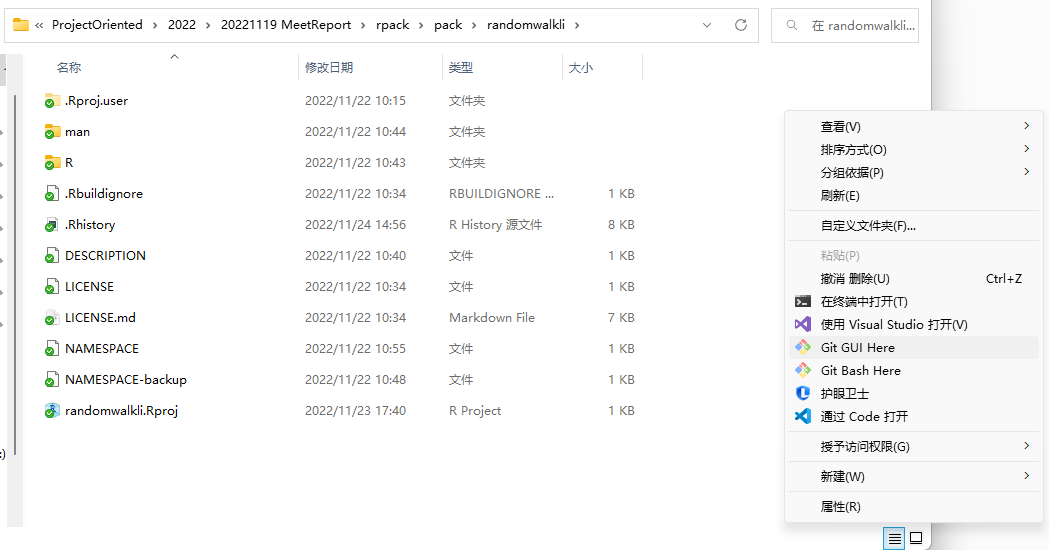 « ProjectOriented › 2022 › 20221119 MeetReport › rpack › pack › randomwalkli ›
在 randomwalkli...
名称 修改日期 类型 大小
.Rproj.user 2022/11/22 10:15 文件夹
man 2022/11/22 10:44 文件夹
R 2022/11/22 10:43 文件夹
.Rbuildignore 2022/11/22 10:34 RBUILDIGNORE ... 1 KB
.Rhistory 2022/11/24 14:56 R History 源文件 8 KB
DESCRIPTION 2022/11/22 10:40 文件 1 KB
LICENSE 2022/11/22 10:34 文件 1 KB
LICENSE.md 2022/11/22 10:34 Markdown File 7 KB
NAMESPACE 2022/11/22 10:55 文件 1 KB
NAMESPACE-backup 2022/11/22 10:48 文件 1 KB
randomwalkli.Rproj 2022/11/23 17:40 R Project 1 KB
:)
查看(V)
排序方式(O)
分组依据(P)
刷新(E)
自定义文件夹(F)...
粘贴(P)
撤消 删除(U) Ctrl+Z
在终端中打开(T)
使用 Visual Studio 打开(V)
Git GUI Here
Git Bash Here
护眼卫士
通过 Code 打开
授予访问权限(G)
新建(W)
属性(R)